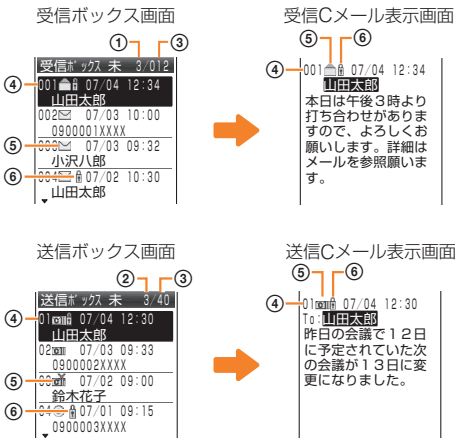 受信ボックス画面
① ③
受信ﾎﾞｯｸｽ 未 3/012
④ 001 07/04 12:34
山田太郎
002 07/03 10:00
0900001XXXX
⑤ 003 07/03 09:32
小沢八郎
⑥ 004 07/02 10:30
山田太郎
受信Cメール表示画面
⑤ ⑥
④ 001 07/04 12:34
山田太郎
本日は午後3時より
打ち合わせがありま
すので、よろしくお
願いします。詳細は
メールを参照願いま
す。
送信ボックス画面
② ③
送信ﾎﾞｯｸｽ 未 3/40
④ 01 07/04 12:30
山田太郎
02 07/03 09:33
0900002XXXX
⑤ 03 07/02 09:00
鈴木花子
⑥ 04 07/01 09:15
0900003XXXX
送信Cメール表示画面
⑤ ⑥
④ 01 07/04 12:30
To:山田太郎
昨日の会議で12日
に予定されていた次
の会議が13日に変
更になりました。